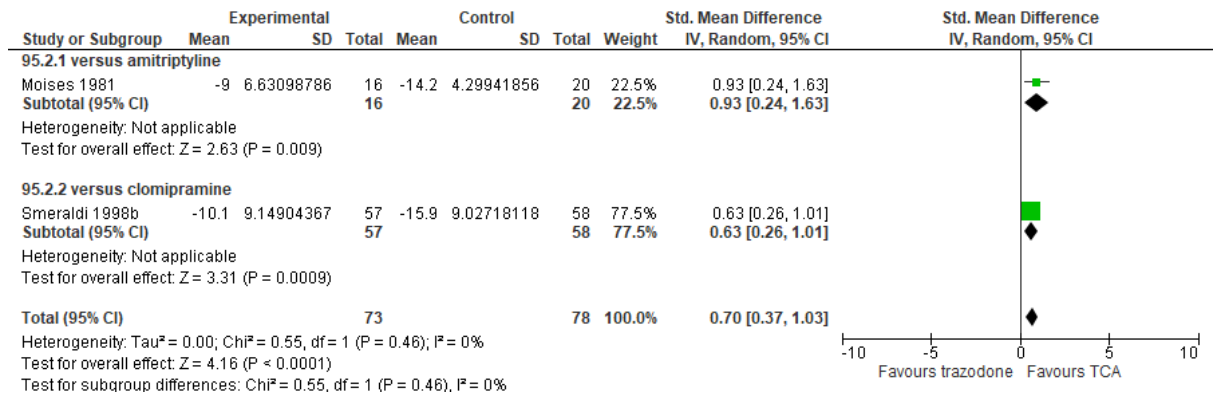 Experimental Control Std. Mean Difference Std. Mean Difference
Study or Subgroup Mean SD Total Mean SD Total Weight IV, Random, 95% CI IV, Random, 95% CI
95.2.1 versus amitriptyline
Moises 1981 -9 6.63098786 16 -14.2 4.29941856 20 22.5% 0.93 [0.24, 1.63]
Subtotal (95% CI) 16 20 22.5% 0.93 [0.24, 1.63]
Heterogeneity: Not applicable
Test for overall effect: Z = 2.63 (P = 0.009)
95.2.2 versus clomipramine
Smeraldi 1998b -10.1 9.14904367 57 -15.9 9.02718118 58 77.5% 0.63 [0.26, 1.01]
Subtotal (95% CI) 57 58 77.5% 0.63 [0.26, 1.01]
Heterogeneity: Not applicable
Test for overall effect: Z = 3.31 (P = 0.0009)
Total (95% CI) 73 78 100.0% 0.70 [0.37, 1.03]
Heterogeneity: Tau² = 0.00; Chi² = 0.55, df = 1 (P = 0.46); I² = 0%
Test for overall effect: Z = 4.16 (P < 0.0001)
Test for subgroup differences: Chi² = 0.55, df = 1 (P = 0.46), I² = 0%
-10 -5 0 5 10
Favours trazodone Favours TCA